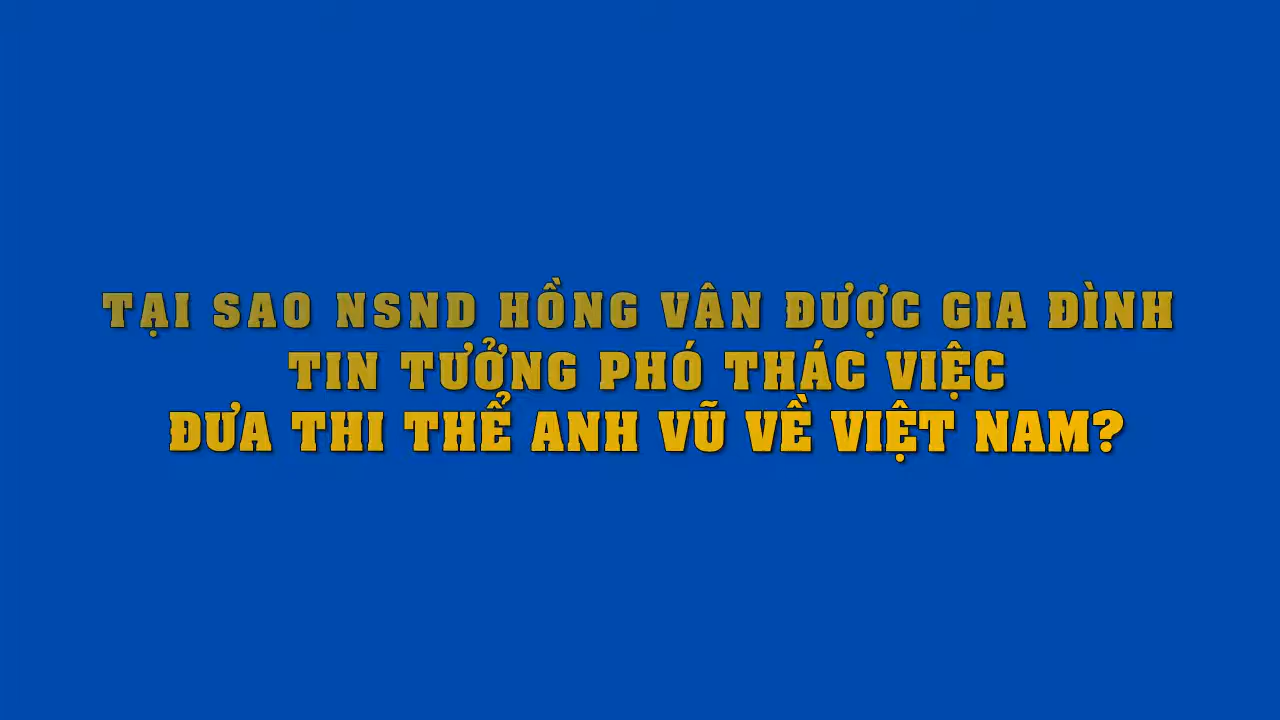 TẠI SAO NSND HỒNG VÂN ĐƯỢC GIA ĐÌNH
TIN TƯỞNG PHÓ THÁC VIỆC
ĐƯA THI THỂ ANH VŨ VỀ VIỆT NAM?